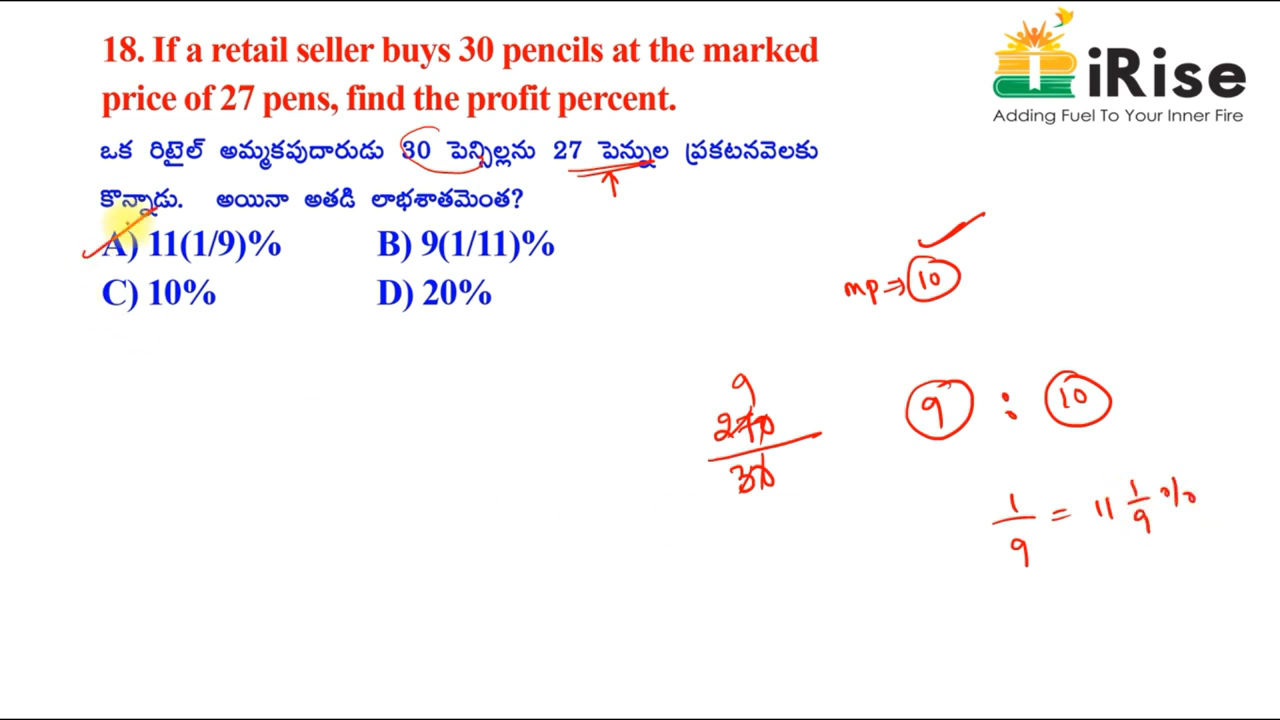 18. If a retail seller buys 30 pencils at the marked
price of 27 pens, find the profit percent.
ఒక రిటైల్ అమ్మకపుదారుడు 30 పెన్సిల్లను 27 పెన్నుల ప్రకటనవెలకు
కొన్నాడు. అయినా అతడి లాభశాతమెంత?
A) 11(1/9)% B) 9(1/11)%
C) 10% D) 20%
iRise
Adding Fuel To Your Inner Fire
mp ⇒ 10
9
270
30
9 : 10
1/9 = 11 1/9 %